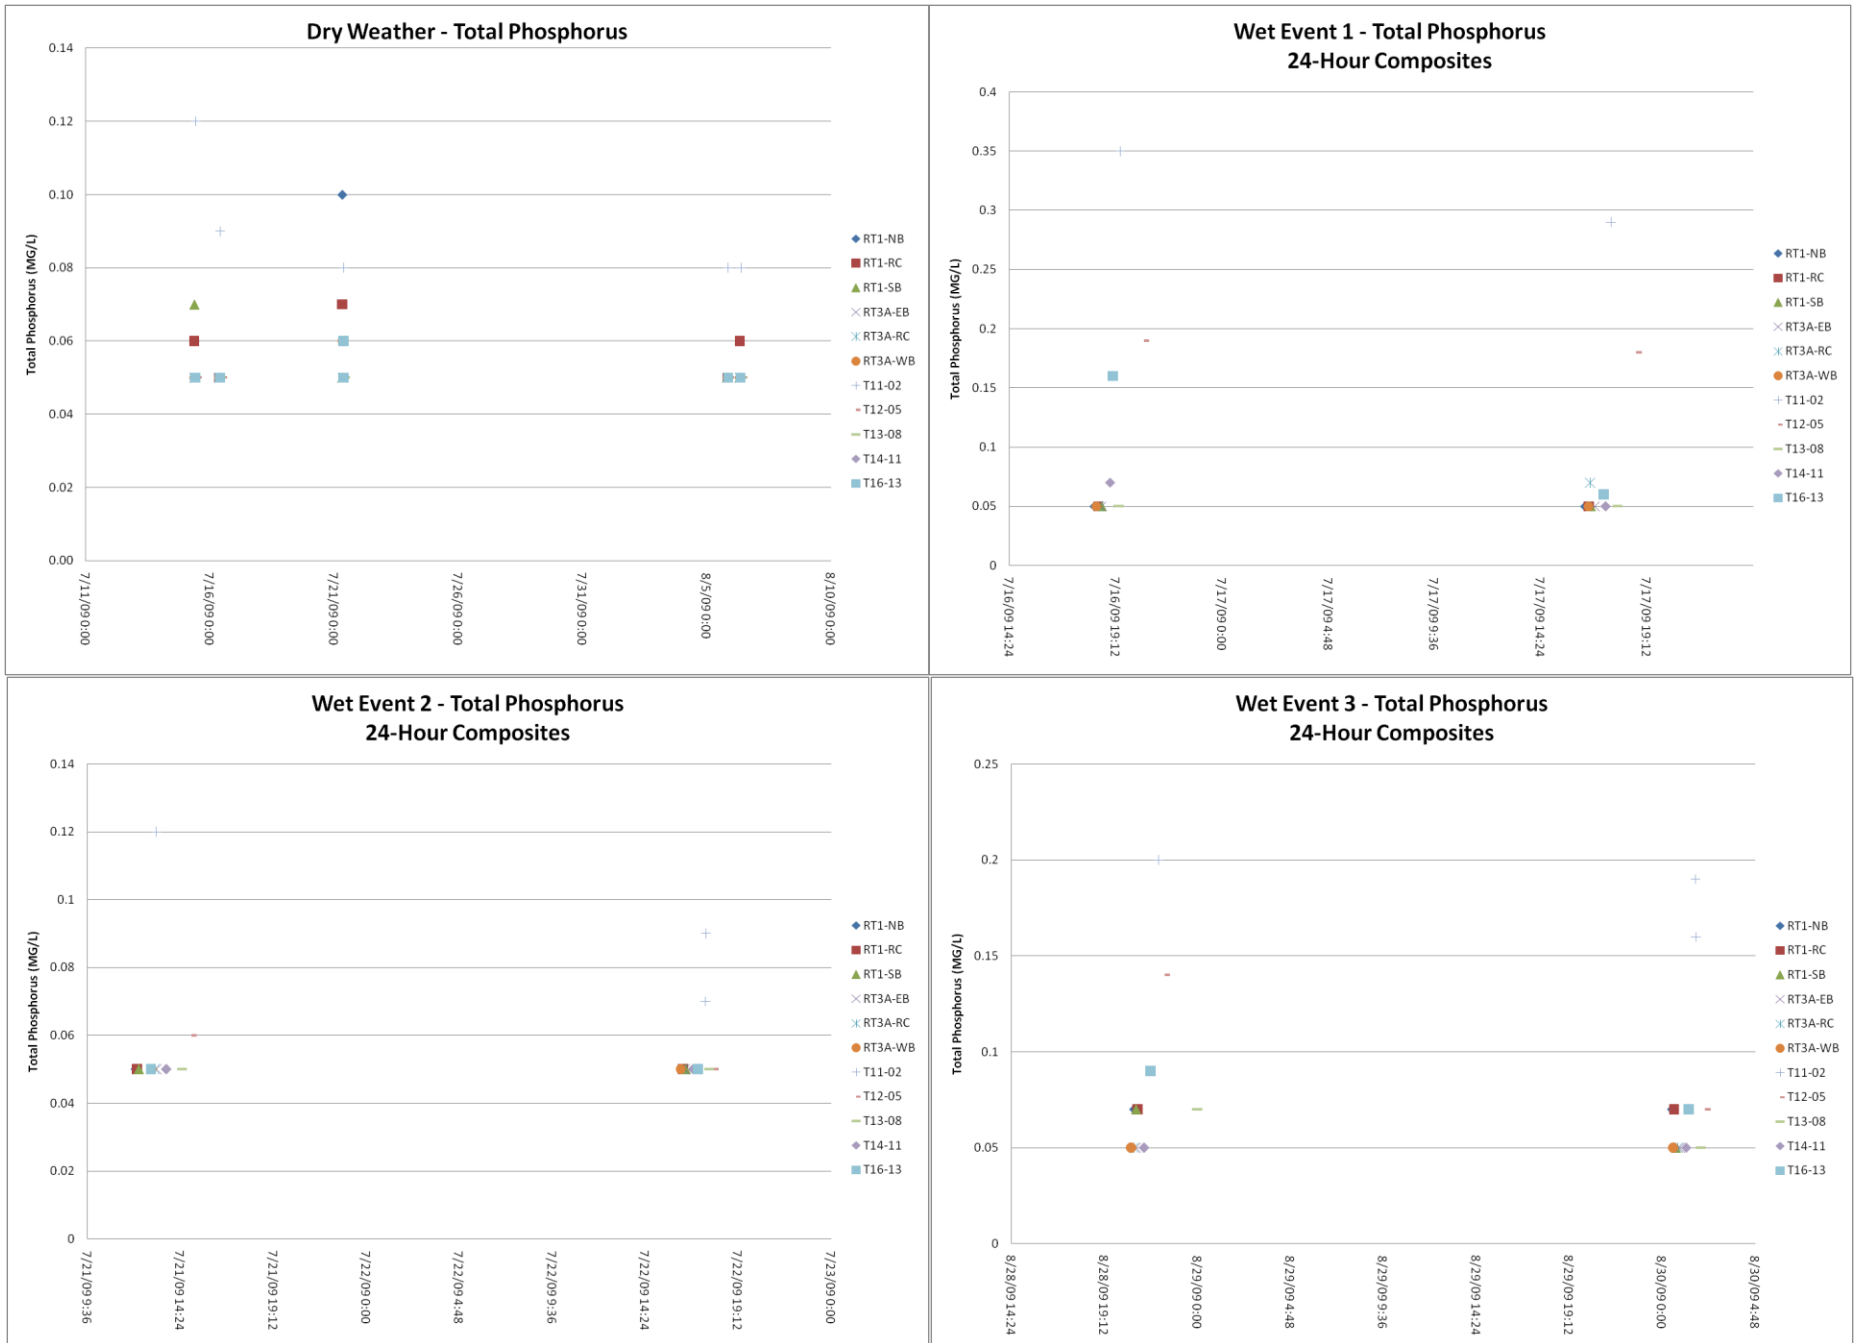 Dry Weather - Total Phosphorus
Total Phosphorus (MG/L)
0.14
0.12
0.10
0.08
0.06
0.04
0.02
0.00
7/11/09 0:00
7/16/09 0:00
7/21/09 0:00
7/26/09 0:00
7/31/09 0:00
8/5/09 0:00
8/10/09 0:00
RT1-NB
RT1-RC
RT1-SB
RT3A-EB
RT3A-RC
RT3A-WB
T11-02
T12-05
T13-08
T14-11
T16-13
Wet Event 1 - Total Phosphorus
24-Hour Composites
Total Phosphorus (MG/L)
0.4
0.35
0.3
0.25
0.2
0.15
0.1
0.05
0
7/16/09 14:24
7/16/09 19:12
7/17/09 0:00
7/17/09 4:48
7/17/09 9:36
7/17/09 14:24
7/17/09 19:12
RT1-NB
RT1-RC
RT1-SB
RT3A-EB
RT3A-RC
RT3A-WB
T11-02
T12-05
T13-08
T14-11
T16-13
Wet Event 2 - Total Phosphorus
24-Hour Composites
Total Phosphorus (MG/L)
0.14
0.12
0.1
0.08
0.06
0.04
0.02
0
7/21/09 9:36
7/21/09 14:24
7/21/09 19:12
7/22/09 0:00
7/22/09 4:48
7/22/09 9:36
7/22/09 14:24
7/22/09 19:12
7/23/09 0:00
RT1-NB
RT1-RC
RT1-SB
RT3A-EB
RT3A-RC
RT3A-WB
T11-02
T12-05
T13-08
T14-11
T16-13
Wet Event 3 - Total Phosphorus
24-Hour Composites
Total Phosphorus (MG/L)
0.25
0.2
0.15
0.1
0.05
0
8/28/09 14:24
8/28/09 19:12
8/29/09 0:00
8/29/09 4:48
8/29/09 9:36
8/29/09 14:24
8/29/09 19:12
8/30/09 0:00
8/30/09 4:48
RT1-NB
RT1-RC
RT1-SB
RT3A-EB
RT3A-RC
RT3A-WB
T11-02
T12-05
T13-08
T14-11
T16-13